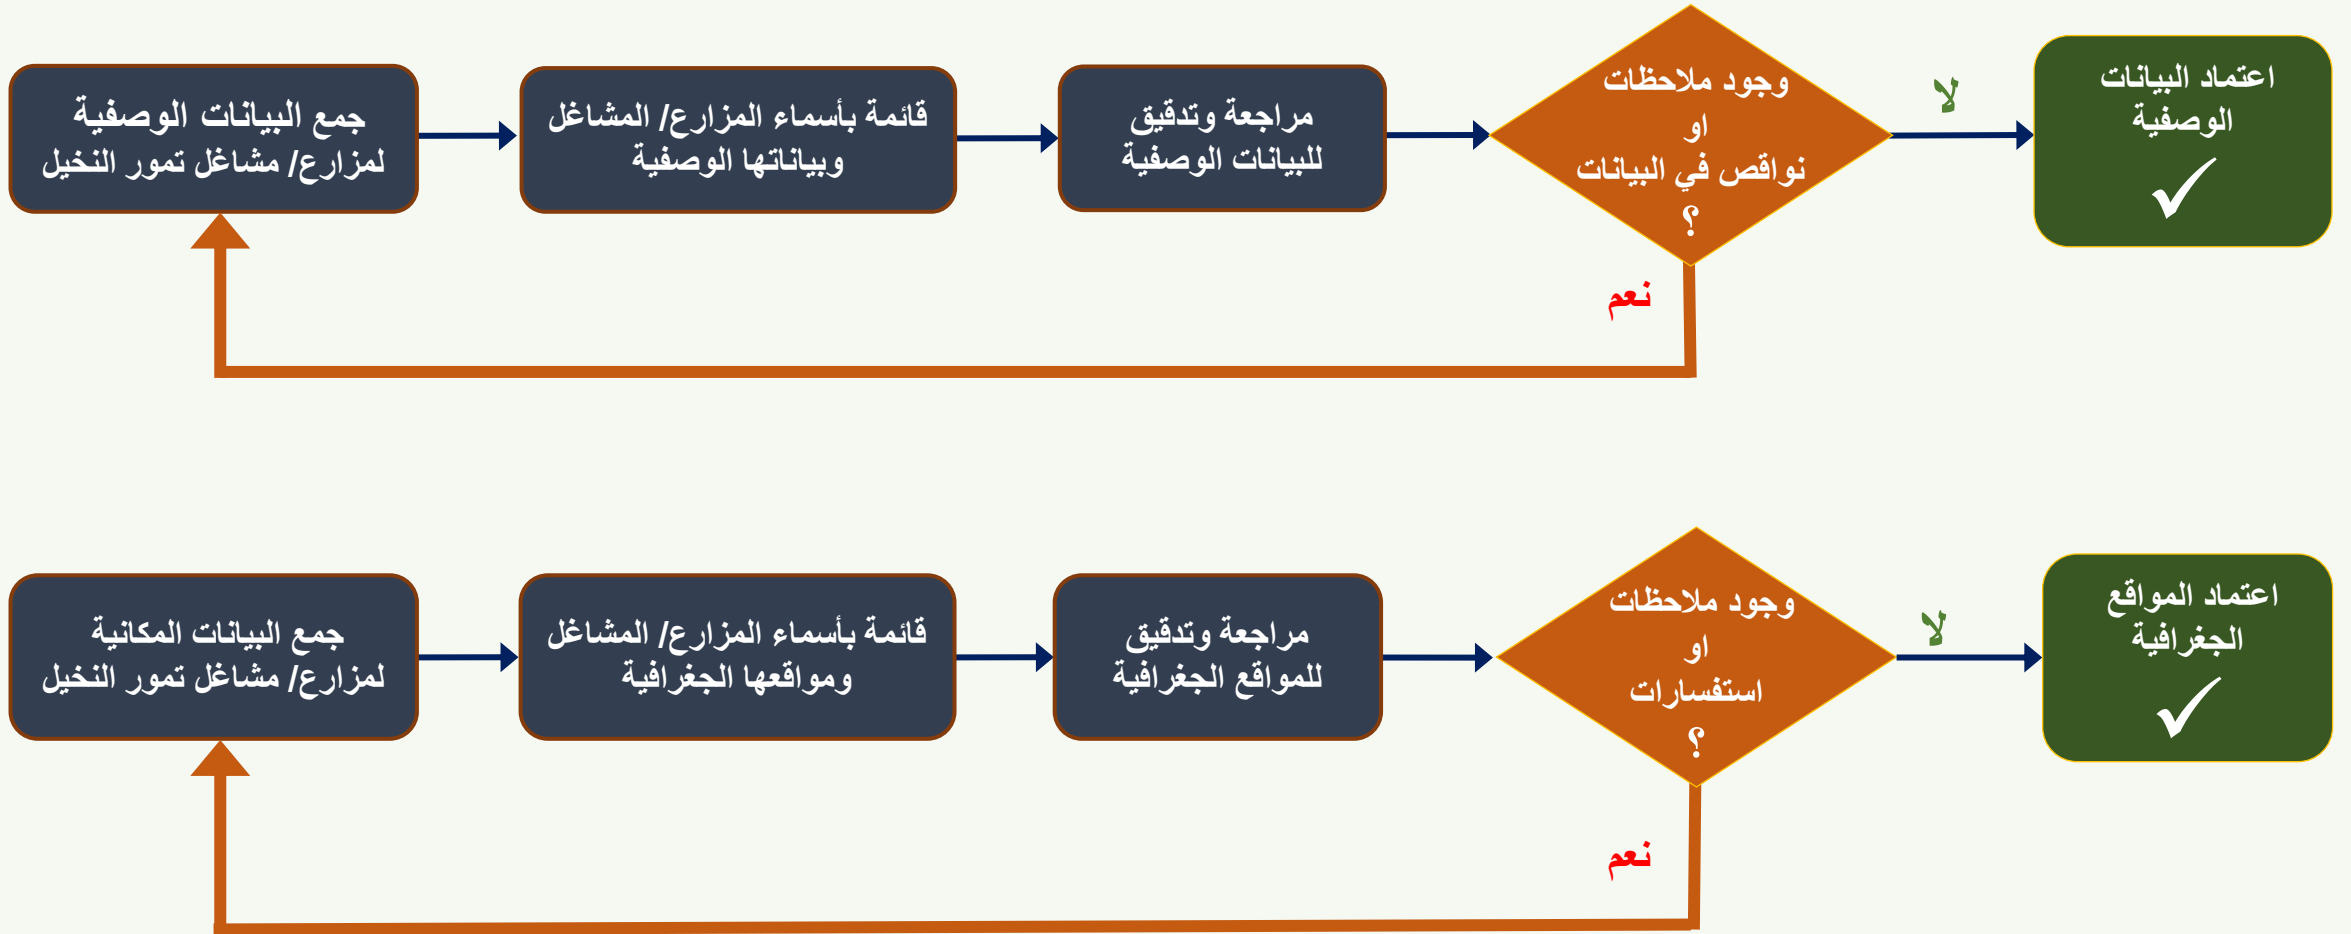 جمع البيانات الوصفية
لمزارع/ مشاغل تمور النخيل
قائمة بأسماء المزارع/ المشاغل
وبياناتها الوصفية
مراجعة وتدقيق
للبيانات الوصفية
وجود ملاحظات
او
نواقص في البيانات
؟
لا
نعم
اعتماد البيانات
الوصفية
جمع البيانات المكانية
لمزارع/ مشاغل تمور النخيل
قائمة بأسماء المزارع/ المشاغل
ومواقعها الجغرافية
مراجعة وتدقيق
للمواقع الجغرافية
وجود ملاحظات
او
استفسارات
؟
لا
نعم
اعتماد المواقع
الجغرافية